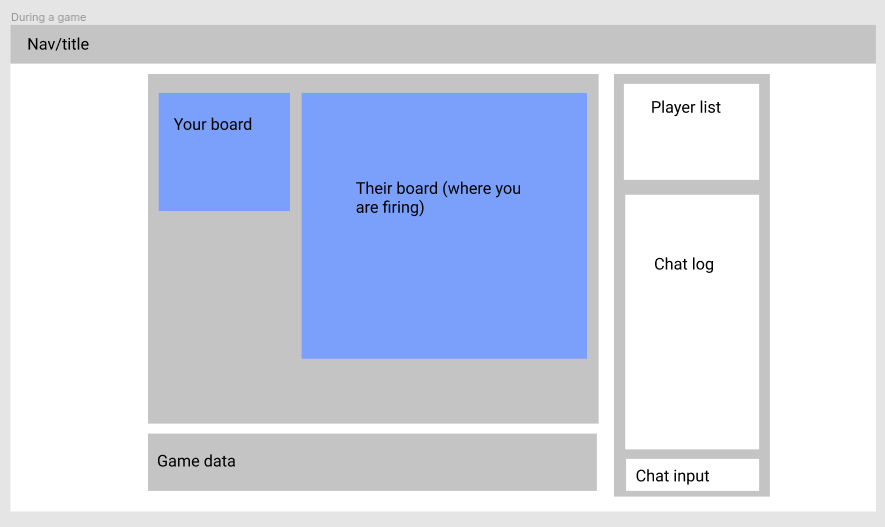 During a game
Nav/title
Your board
Their board (where you
are firing)
Game data
Player list
Chat log
Chat input